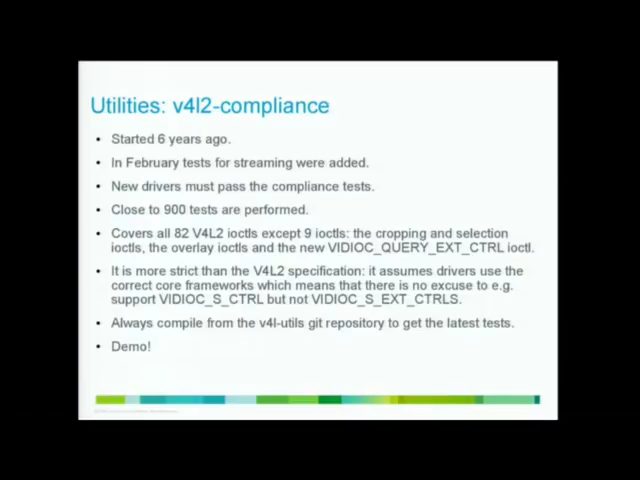 Utilities: v4l2-compliance
• Started 6 years ago.
• In February tests for streaming were added.
• New drivers must pass the compliance tests.
• Close to 900 tests are performed.
• Covers all 82 V4L2 ioctls except 9 ioctls: the cropping and selection
ioctls, the overlay ioctls and the new VIDIOC_QUERY_EXT_CTRL ioctl.
• It is more strict than the V4L2 specification: it assumes drivers use the
correct core frameworks which means that there is no excuse to e.g.
support VIDIOC_S_CTRL but not VIDIOC_S_EXT_CTRLS.
• Always compile from the v4l-utils git repository to get the latest tests.
• Demo!